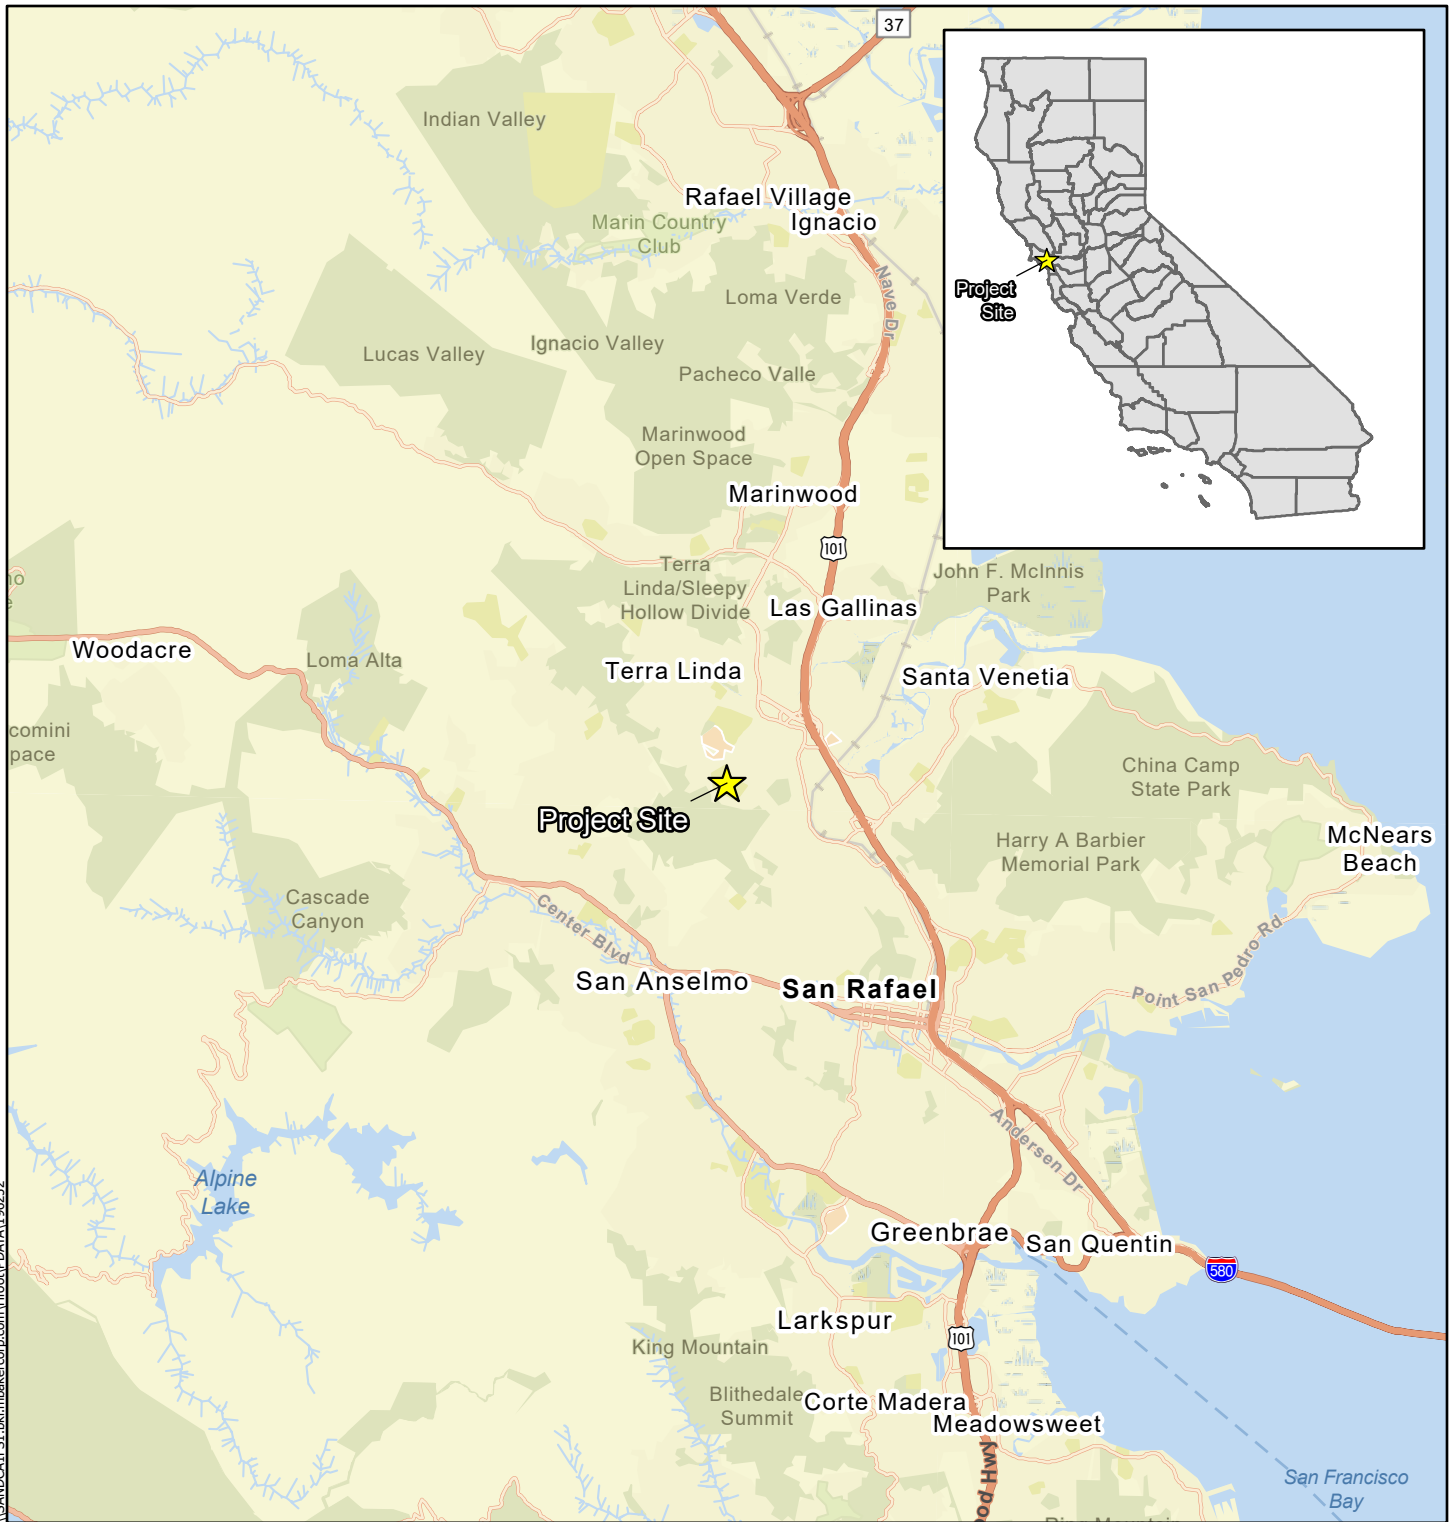 37
Indian Valley
Rafael Village
Ignacio
Marin Country
Club
Nave Dr
Loma Verde
Project
Site
Lucas Valley
Ignacio Valley
Pacheco Valle
Marinwood
Open Space
Marinwood
101
Terra
Linda/Sleepy
Hollow Divide
John F. McInnis
Park
Las Gallinas
Woodacre
Loma Alta
Terra Linda
Santa Venetia
comini
pace
China Camp
State Park
Project Site
Harry A Barbier
Memorial Park
McNears
Beach
Cascade
Canyon
Center Blvd
San Anselmo
San Rafael
Point San Pedro Rd
Andersen Dr
Alpine
Lake
Greenbrae
San Quentin
580
Larkspur
101
King Mountain
Blithedale
Summit
Corte Madera
Meadowsweet
ood Hwy
San Francisco
Bay